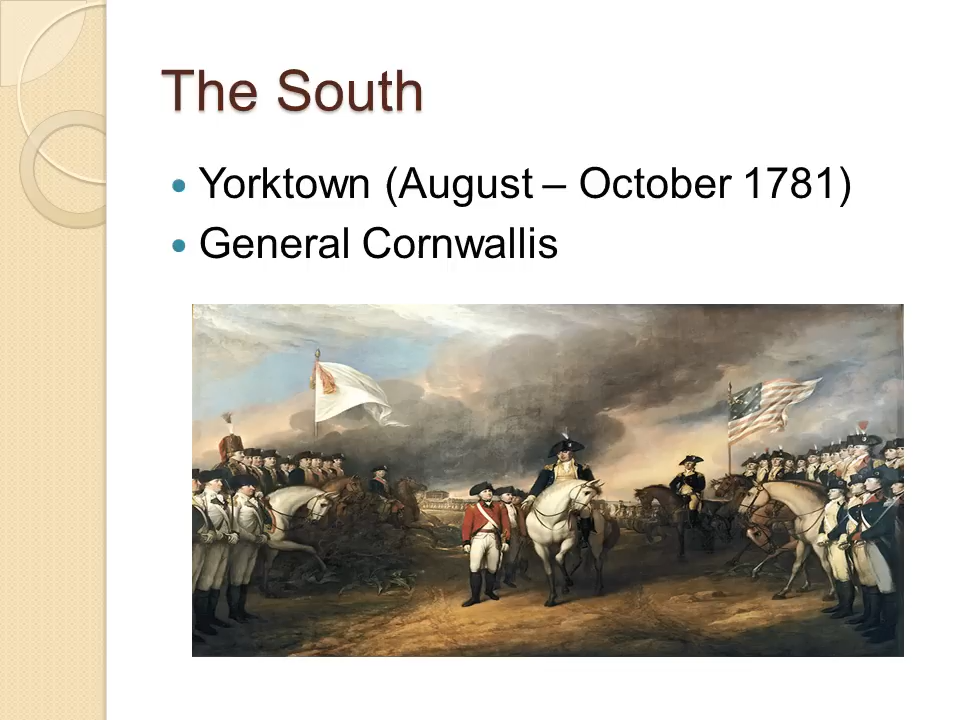 The South
Yorktown (August – October 1781)
General Cornwallis